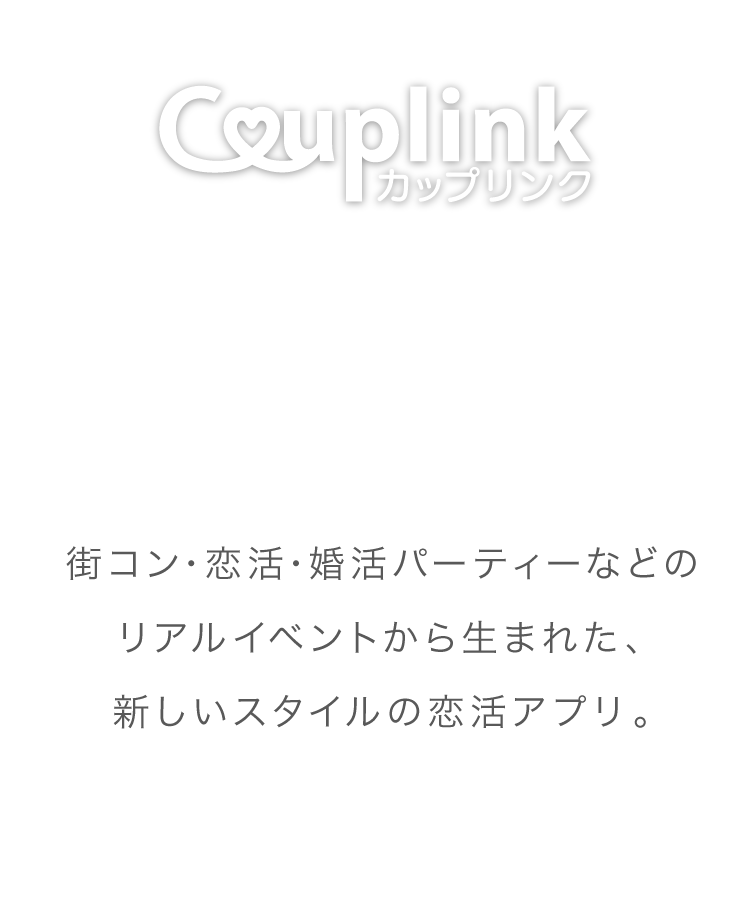 Couplink
カップリンク
街コン・恋活・婚活パーティーなどの
リアルイベントから生まれた、
新しいスタイルの恋活アプリ。